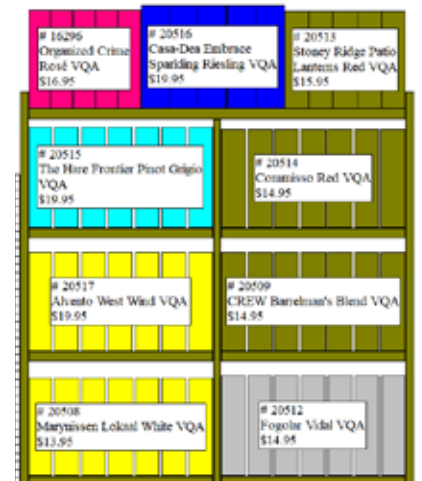 # 16296
Organized Crime
Rosé VQA
$16.95
# 20516
Casa-Dea Embrace
Sparkling Riesling VQA
$19.95
# 20513
Stoney Ridge Patio
Lanterns Red VQA
$15.95
# 20515
The Hare Frontier Pinot Grigio
VQA
$19.95
# 20514
Commisso Red VQA
$14.95
# 20517
Alvento West Wind VQA
$19.95
# 20509
CREW Barrelman's Blend VQA
$14.95
# 20508
Marynissen Lokaal White VQA
$13.95
# 20512
Fogolar Vidal VQA
$14.95